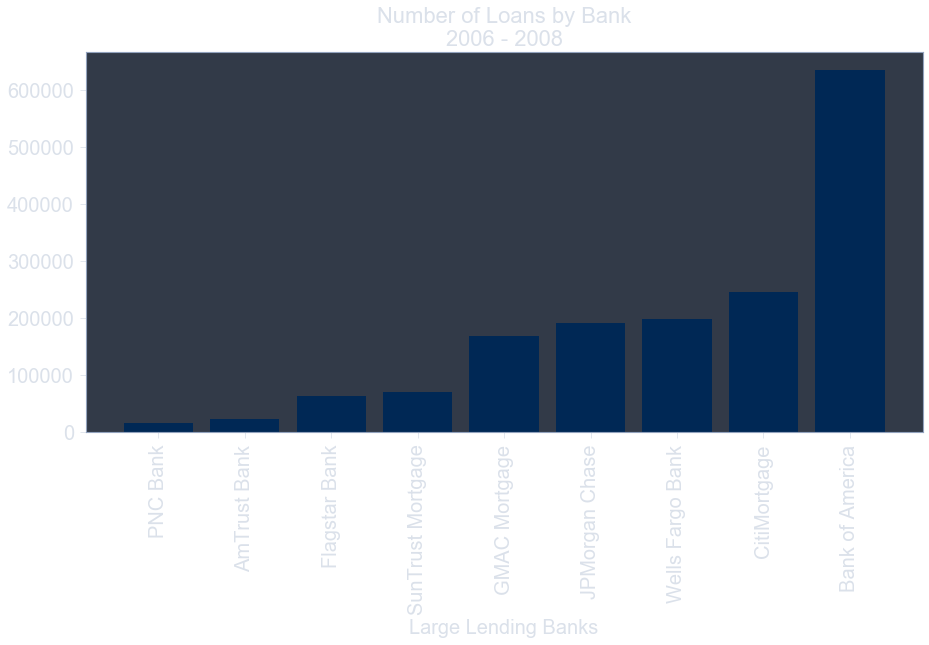 Number of Loans by Bank
2006 - 2008
600000
500000
400000
300000
200000
100000
0
PNC Bank
AmTrust Bank
Flagstar Bank
SunTrust Mortgage
GMAC Mortgage
JPMorgan Chase
Wells Fargo Bank
CitiMortgage
Bank of America
Large Lending Banks